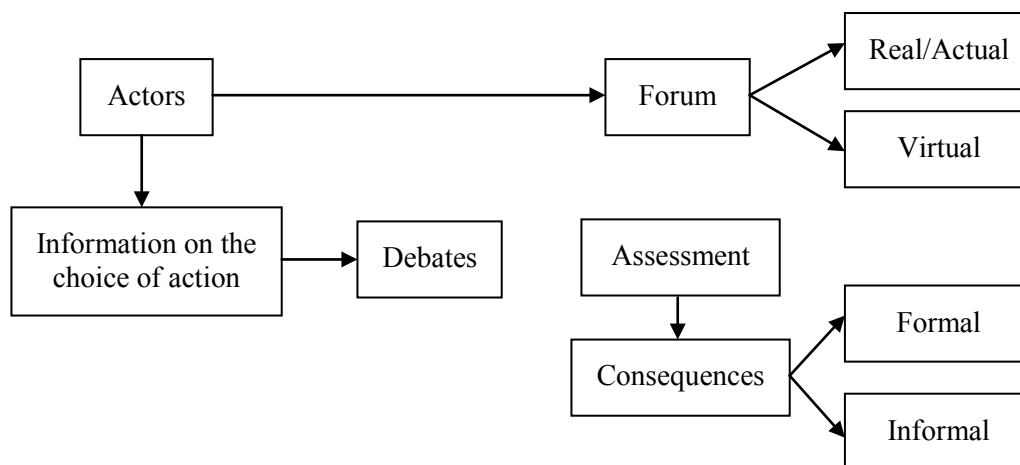 Real/Actual
Actors
Forum
Virtual
Information on the
choice of action
Debates
Assessment
Formal
Consequences
Informal